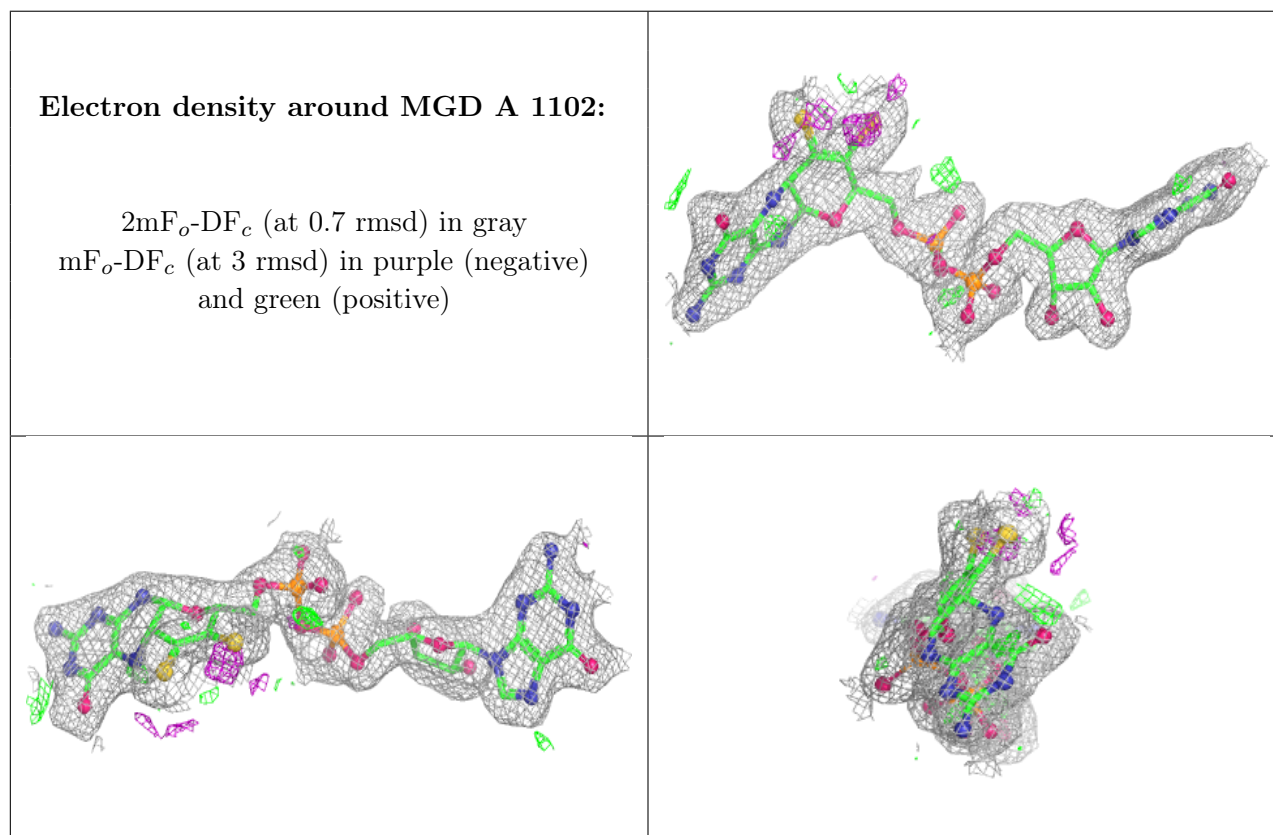 Electron density around MGD A 1102:
2mFo-DFc (at 0.7 rmsd) in gray
mFo-DFc (at 3 rmsd) in purple (negative)
and green (positive)